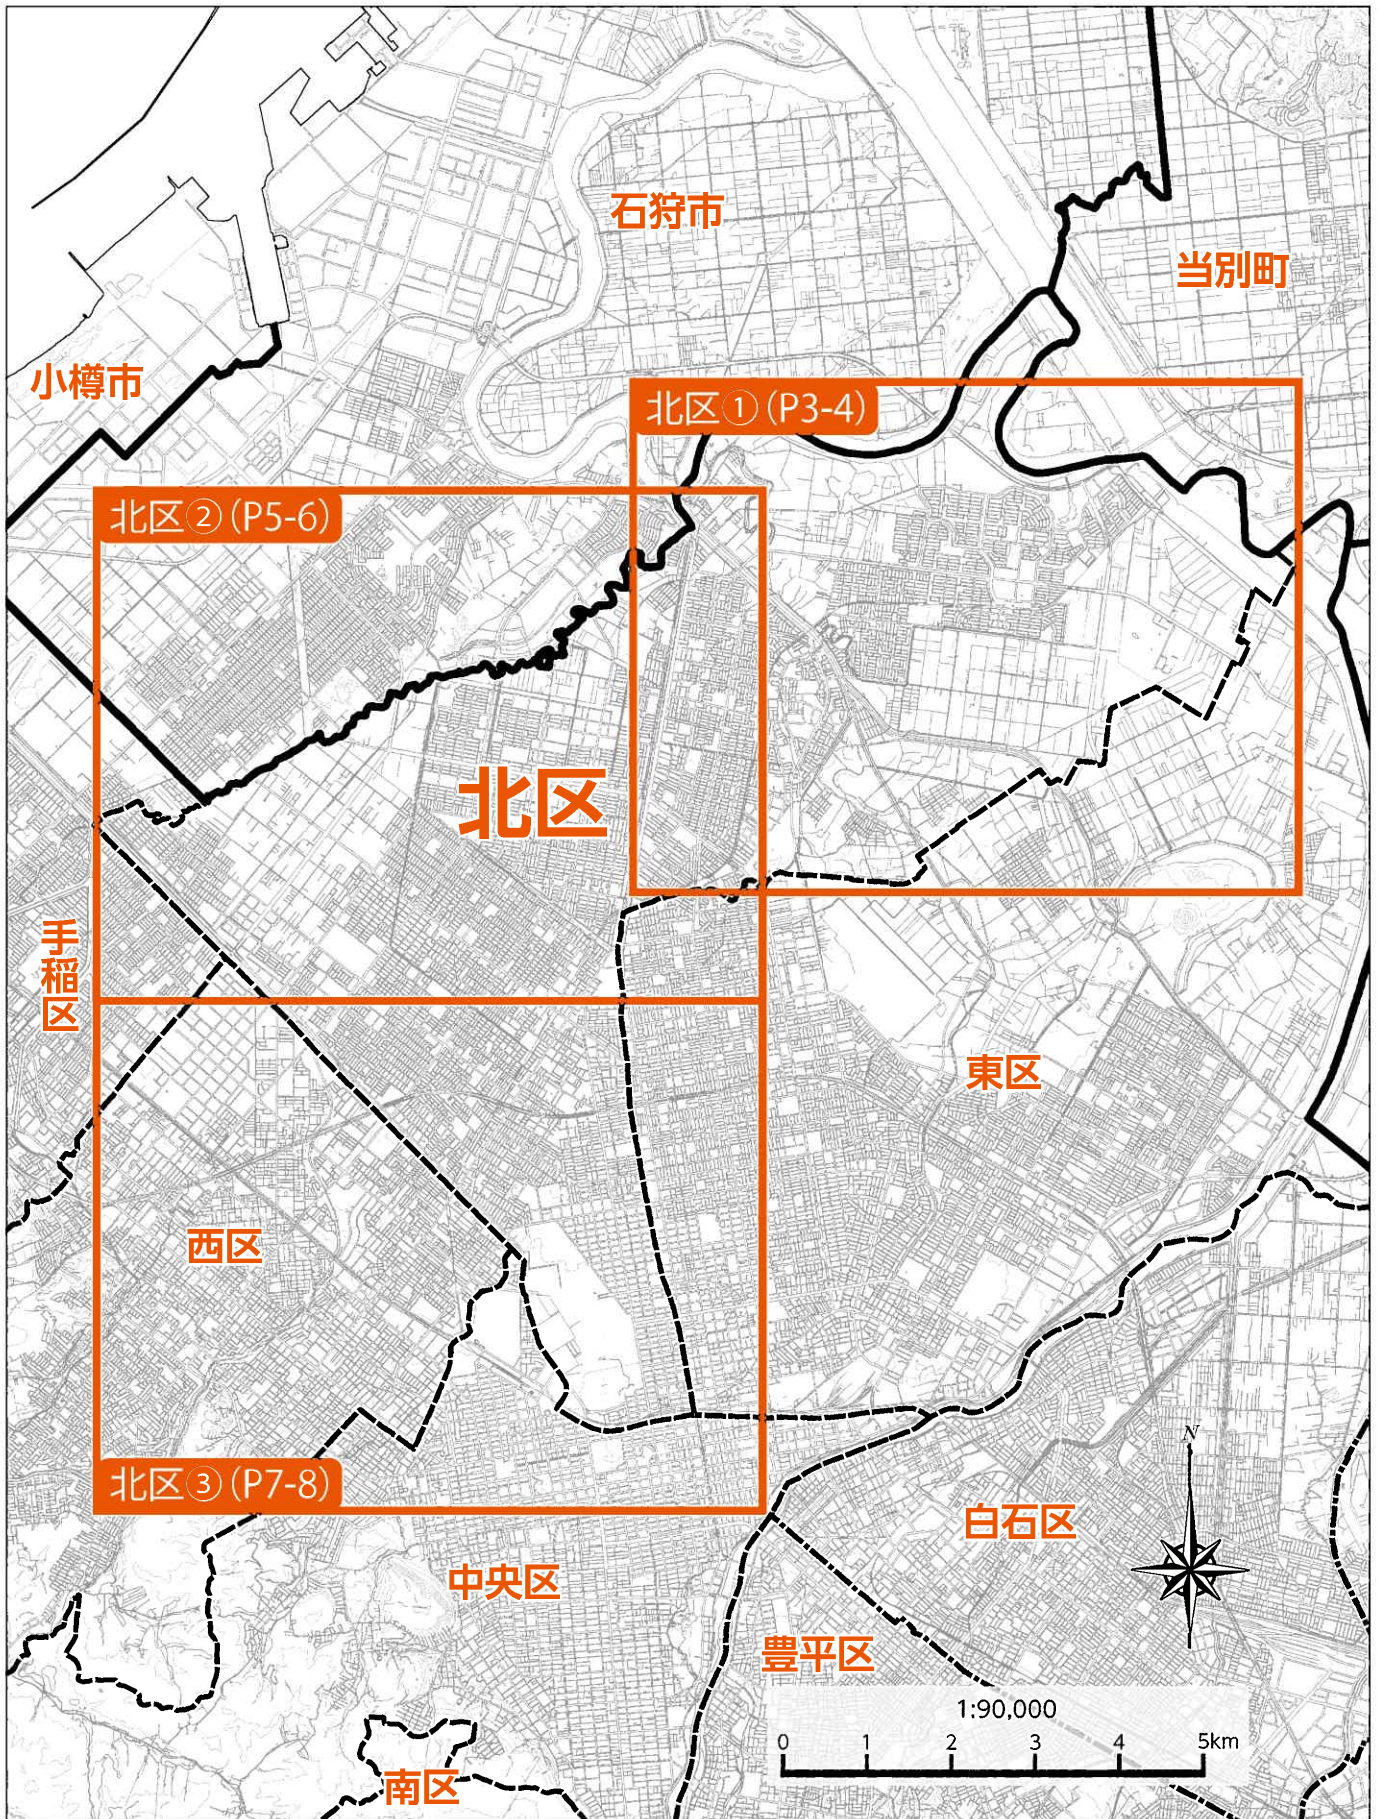 石狩市
当別町
小樽市
北区①(P3-4)
北区②(P5-6)
北区
手稲区
東区
西区
北区③(P7-8)
N
白石区
中央区
豊平区
1:90,000
0 1 2 3 4 5km
南区